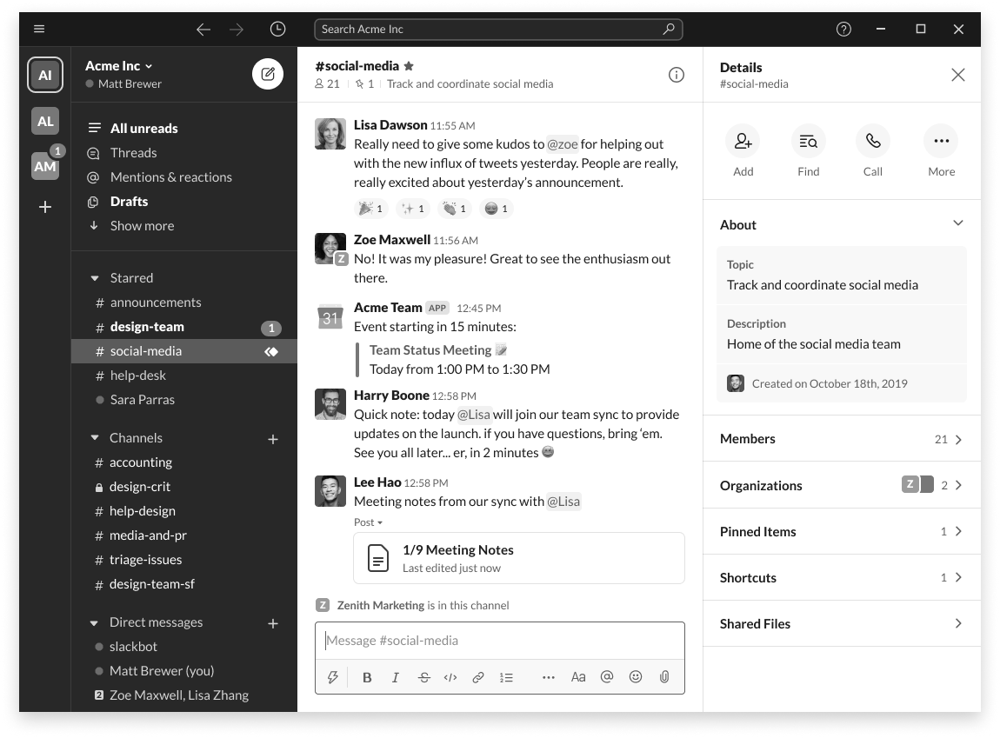 Search Acme Inc
AI
AL
AM
1
Acme Inc
Matt Brewer
All unreads
Threads
Mentions & reactions
Drafts
Show more
Starred
# announcements
# design-team 1
# social-media
# help-desk
Sara Parras
Channels
# accounting
design-crit
# help-design
# media-and-pr
# triage-issues
# design-team-sf
Direct messages
slackbot
Matt Brewer (you)
2 Zoe Maxwell, Lisa Zhang
#social-media
21 1 Track and coordinate social media
Lisa Dawson 11:55 AM
Really need to give some kudos to @zoe for helping out
with the new influx of tweets yesterday. People are really,
really excited about yesterday’s announcement.
1 1 1 1
Zoe Maxwell 11:56 AM
Z
No! It was my pleasure! Great to see the enthusiasm out
there.
31
Acme Team APP 12:45 PM
Event starting in 15 minutes:
Team Status Meeting
Today from 1:00 PM to 1:30 PM
Harry Boone 12:58 PM
Quick note: today @Lisa will join our team sync to provide
updates on the launch. if you have questions, bring ‘em.
See you all later... er, in 2 minutes
Lee Hao 12:58 PM
Meeting notes from our sync with @Lisa
Post
1/9 Meeting Notes
Last edited just now
Z Zenith Marketing is in this channel
Message #social-media
B I S </> Aa @
Details
#social-media
Add Find Call More
About
Topic
Track and coordinate social media
Description
Home of the social media team
Created on October 18th, 2019
Members 21
Organizations Z 2
Pinned Items 1
Shortcuts 1
Shared Files